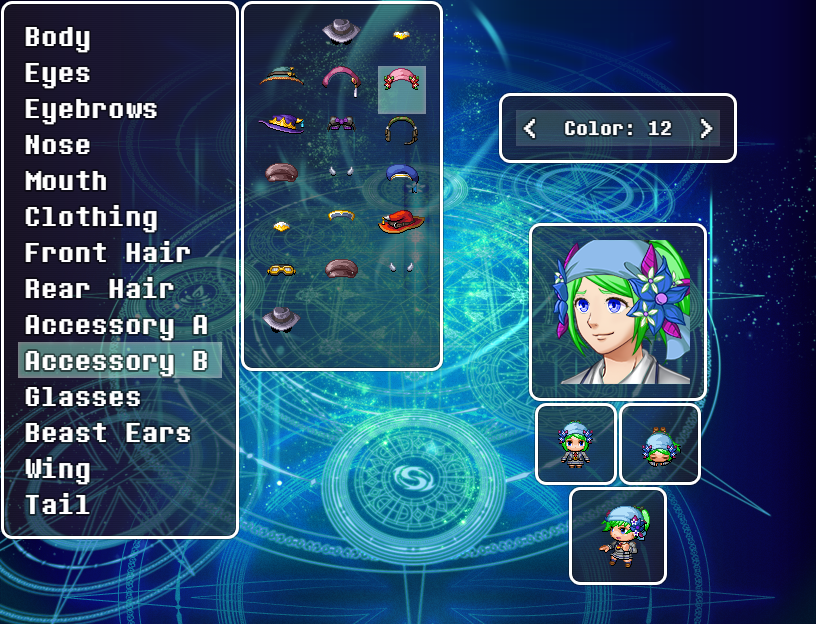 Body
Eyes
Eyebrows
Nose
Mouth
Clothing
Front Hair
Rear Hair
Accessory A
Accessory B
Glasses
Beast Ears
Wing
Tail
< Color: 12 >